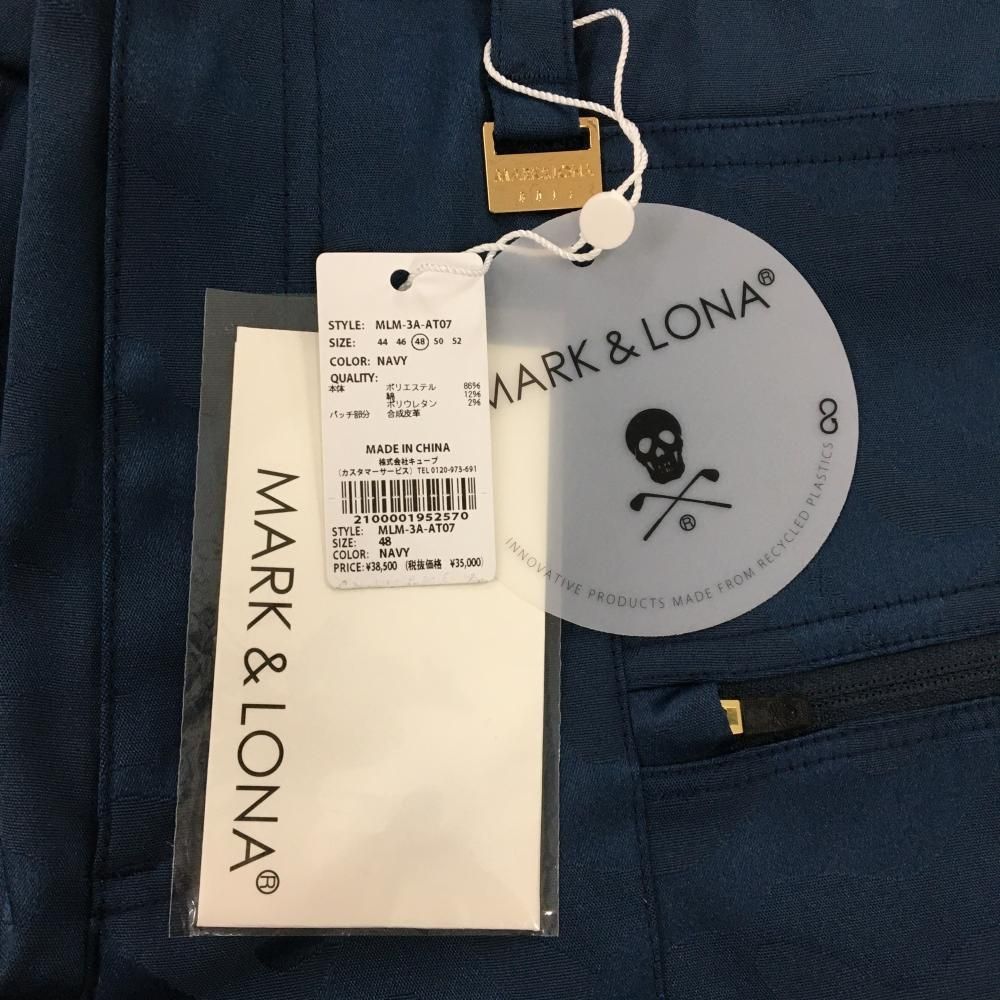 STYLE: MLM-3A-AT07
SIZE: 44 46 48 50 52
COLOR: NAVY
QUALITY:
本体 ポリエステル 88%
綿 12%
ポリウレタン 2%
パッチ部分 合成皮革
MADE IN CHINA
株式会社キューブ
(カスタマーサービス) TEL 0120-973-691
2100001952570
STYLE: MLM-3A-AT07
SIZE: 48
COLOR: NAVY
PRICE: ¥38,500 (税抜価格 ¥35,000)
MARK & LONA®
MARK & LONA®
®
INNOVATIVE PRODUCTS MADE FROM RECYCLED PLASTICS